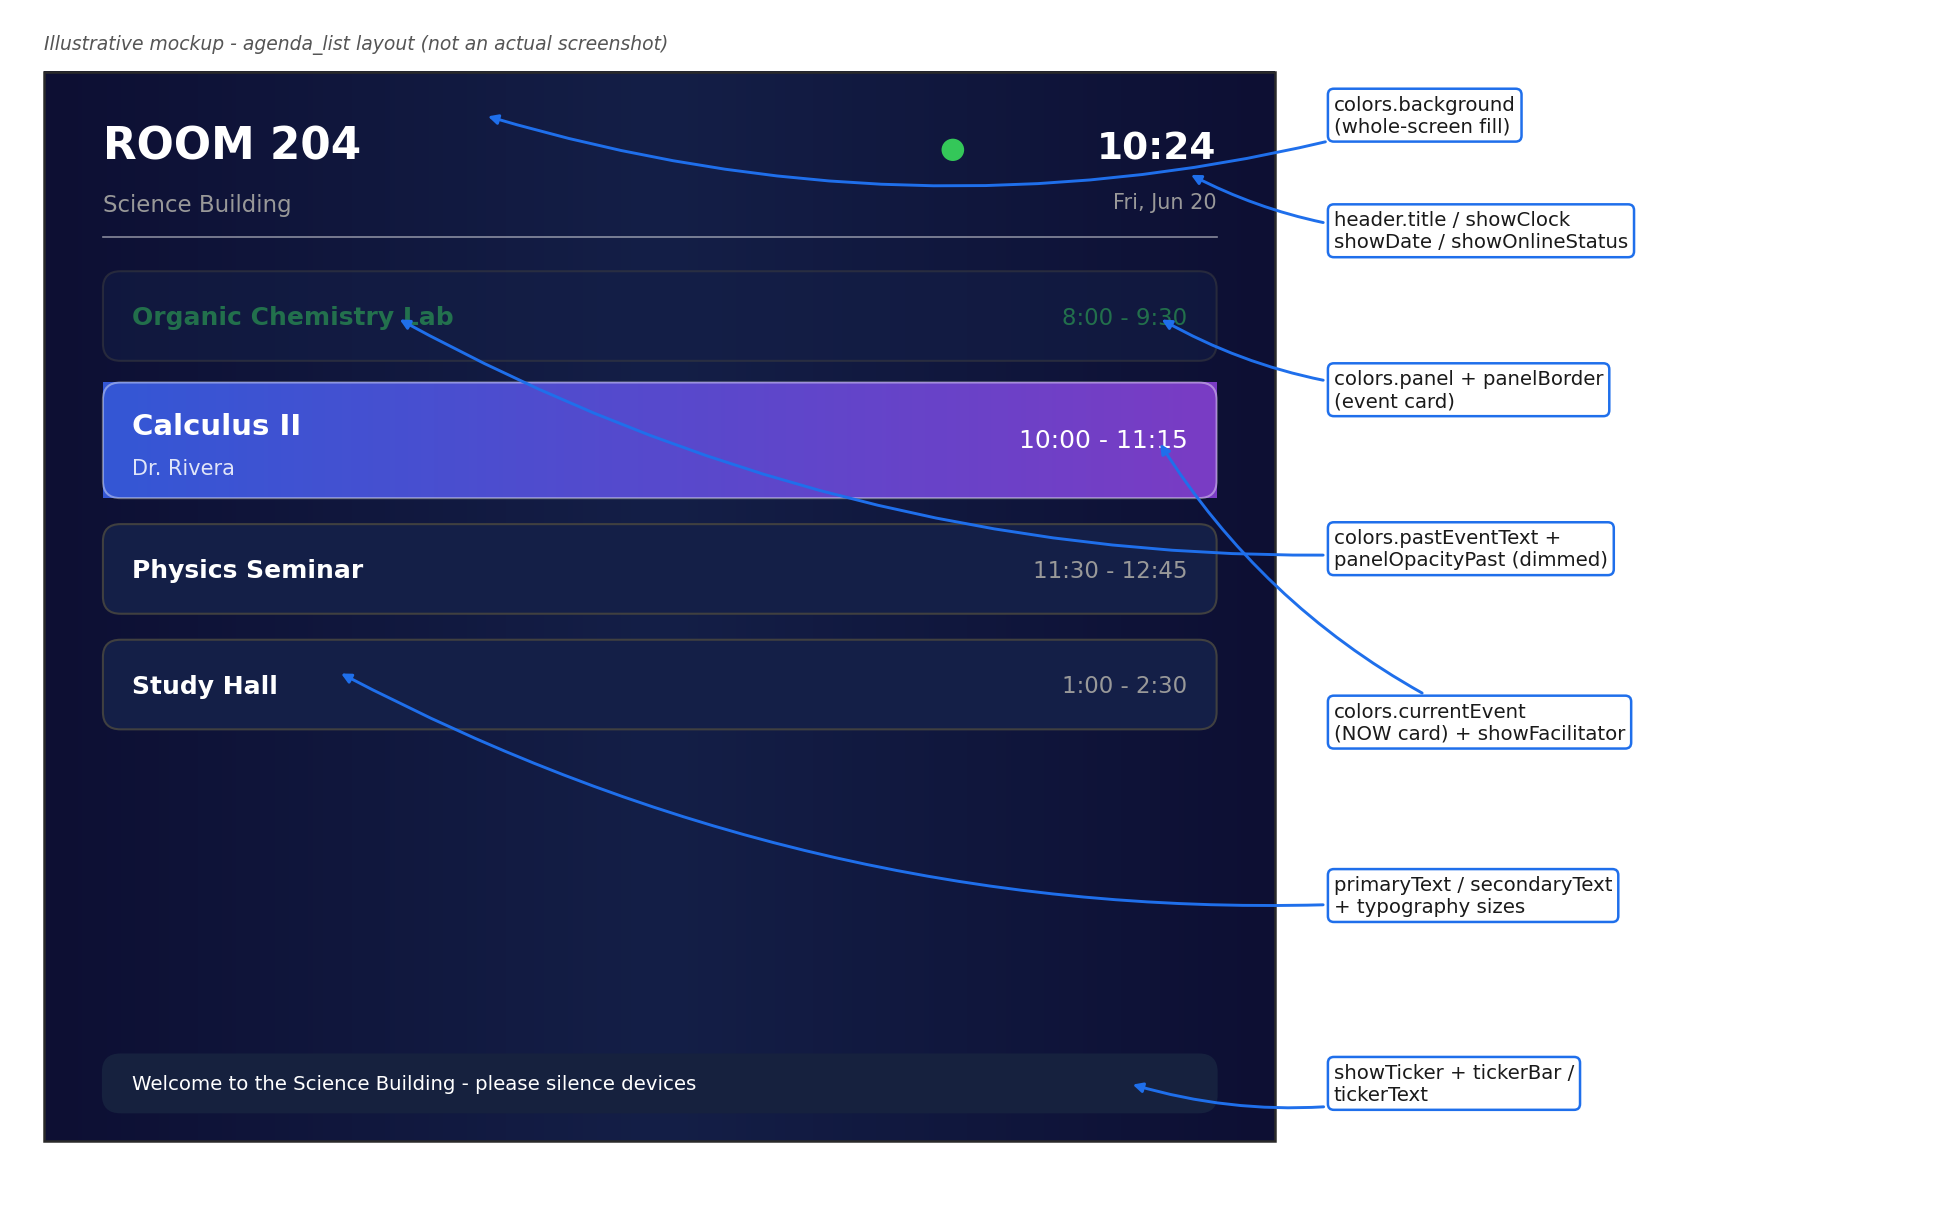 Illustrative mockup - agenda_list layout (not an actual screenshot)
ROOM 204
10:24
Science Building
Fri, Jun 20
Organic Chemistry Lab
8:00 - 9:30
Calculus II
Dr. Rivera
10:00 - 11:15
Physics Seminar
11:30 - 12:45
Study Hall
1:00 - 2:30
Welcome to the Science Building - please silence devices
colors.background
(whole-screen fill)
header.title / showClock
showDate / showOnlineStatus
colors.panel + panelBorder
(event card)
colors.pastEventText +
panelOpacityPast (dimmed)
colors.currentEvent
(NOW card) + showFacilitator
primaryText / secondaryText
+ typography sizes
showTicker + tickerBar /
tickerText